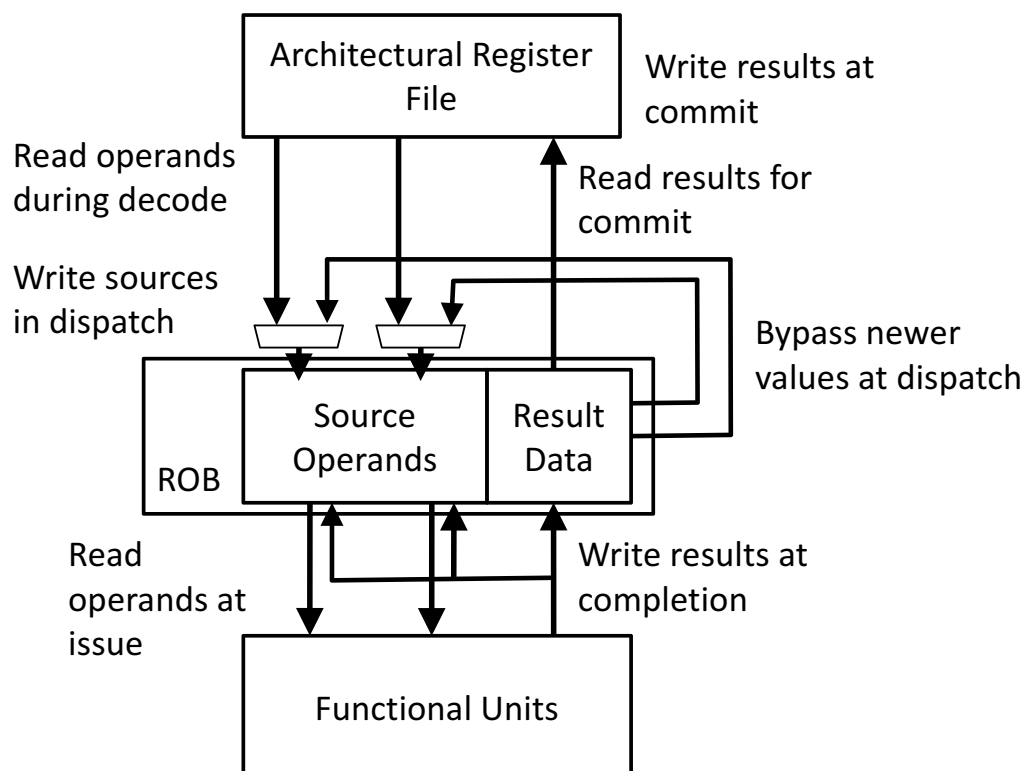 Architectural Register
File
Write results at
commit
Read operands
during decode
Read results for
commit
Write sources
in dispatch
Bypass newer
values at dispatch
Source
Operands
Result
Data
ROB
Read
operands at
issue
Write results at
completion
Functional Units